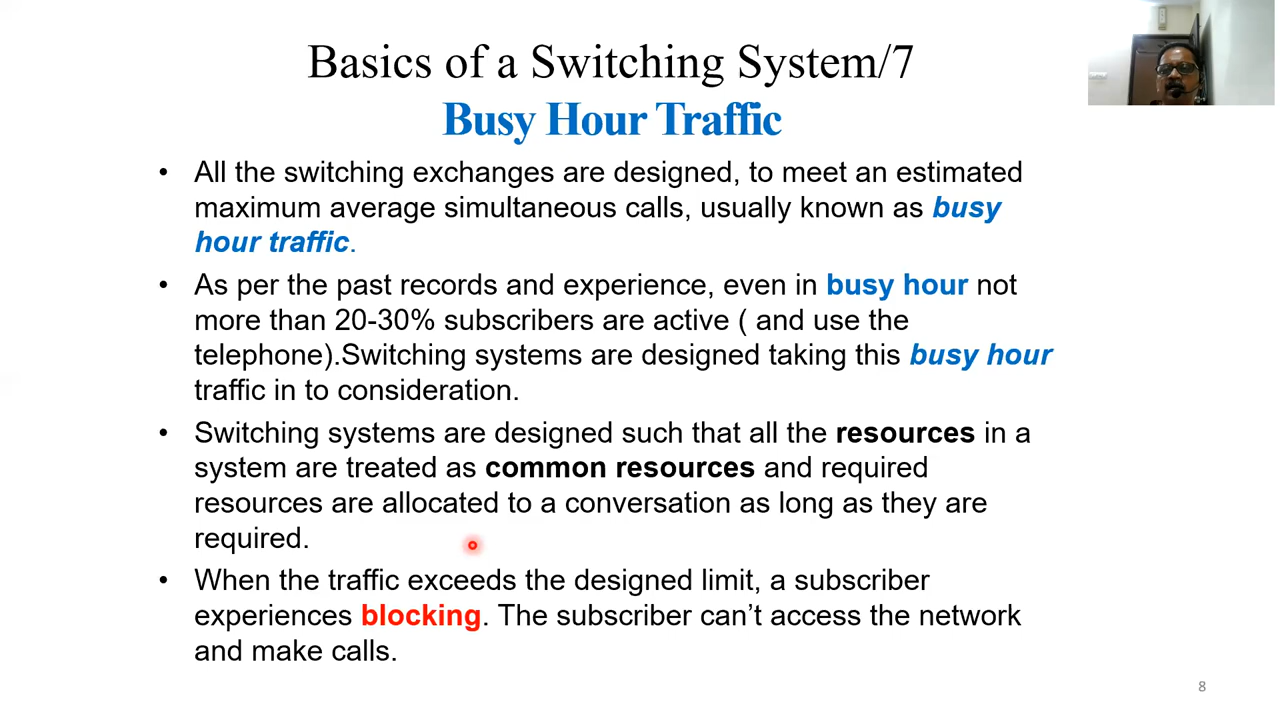 Basics of a Switching System/7
Busy Hour Traffic
• All the switching exchanges are designed, to meet an estimated
maximum average simultaneous calls, usually known as busy
hour traffic.
• As per the past records and experience, even in busy hour not
more than 20-30% subscribers are active ( and use the
telephone).Switching systems are designed taking this busy hour
traffic in to consideration.
• Switching systems are designed such that all the resources in a
system are treated as common resources and required
resources are allocated to a conversation as long as they are
required.
• When the traffic exceeds the designed limit, a subscriber
experiences blocking. The subscriber can’t access the network
and make calls.
8